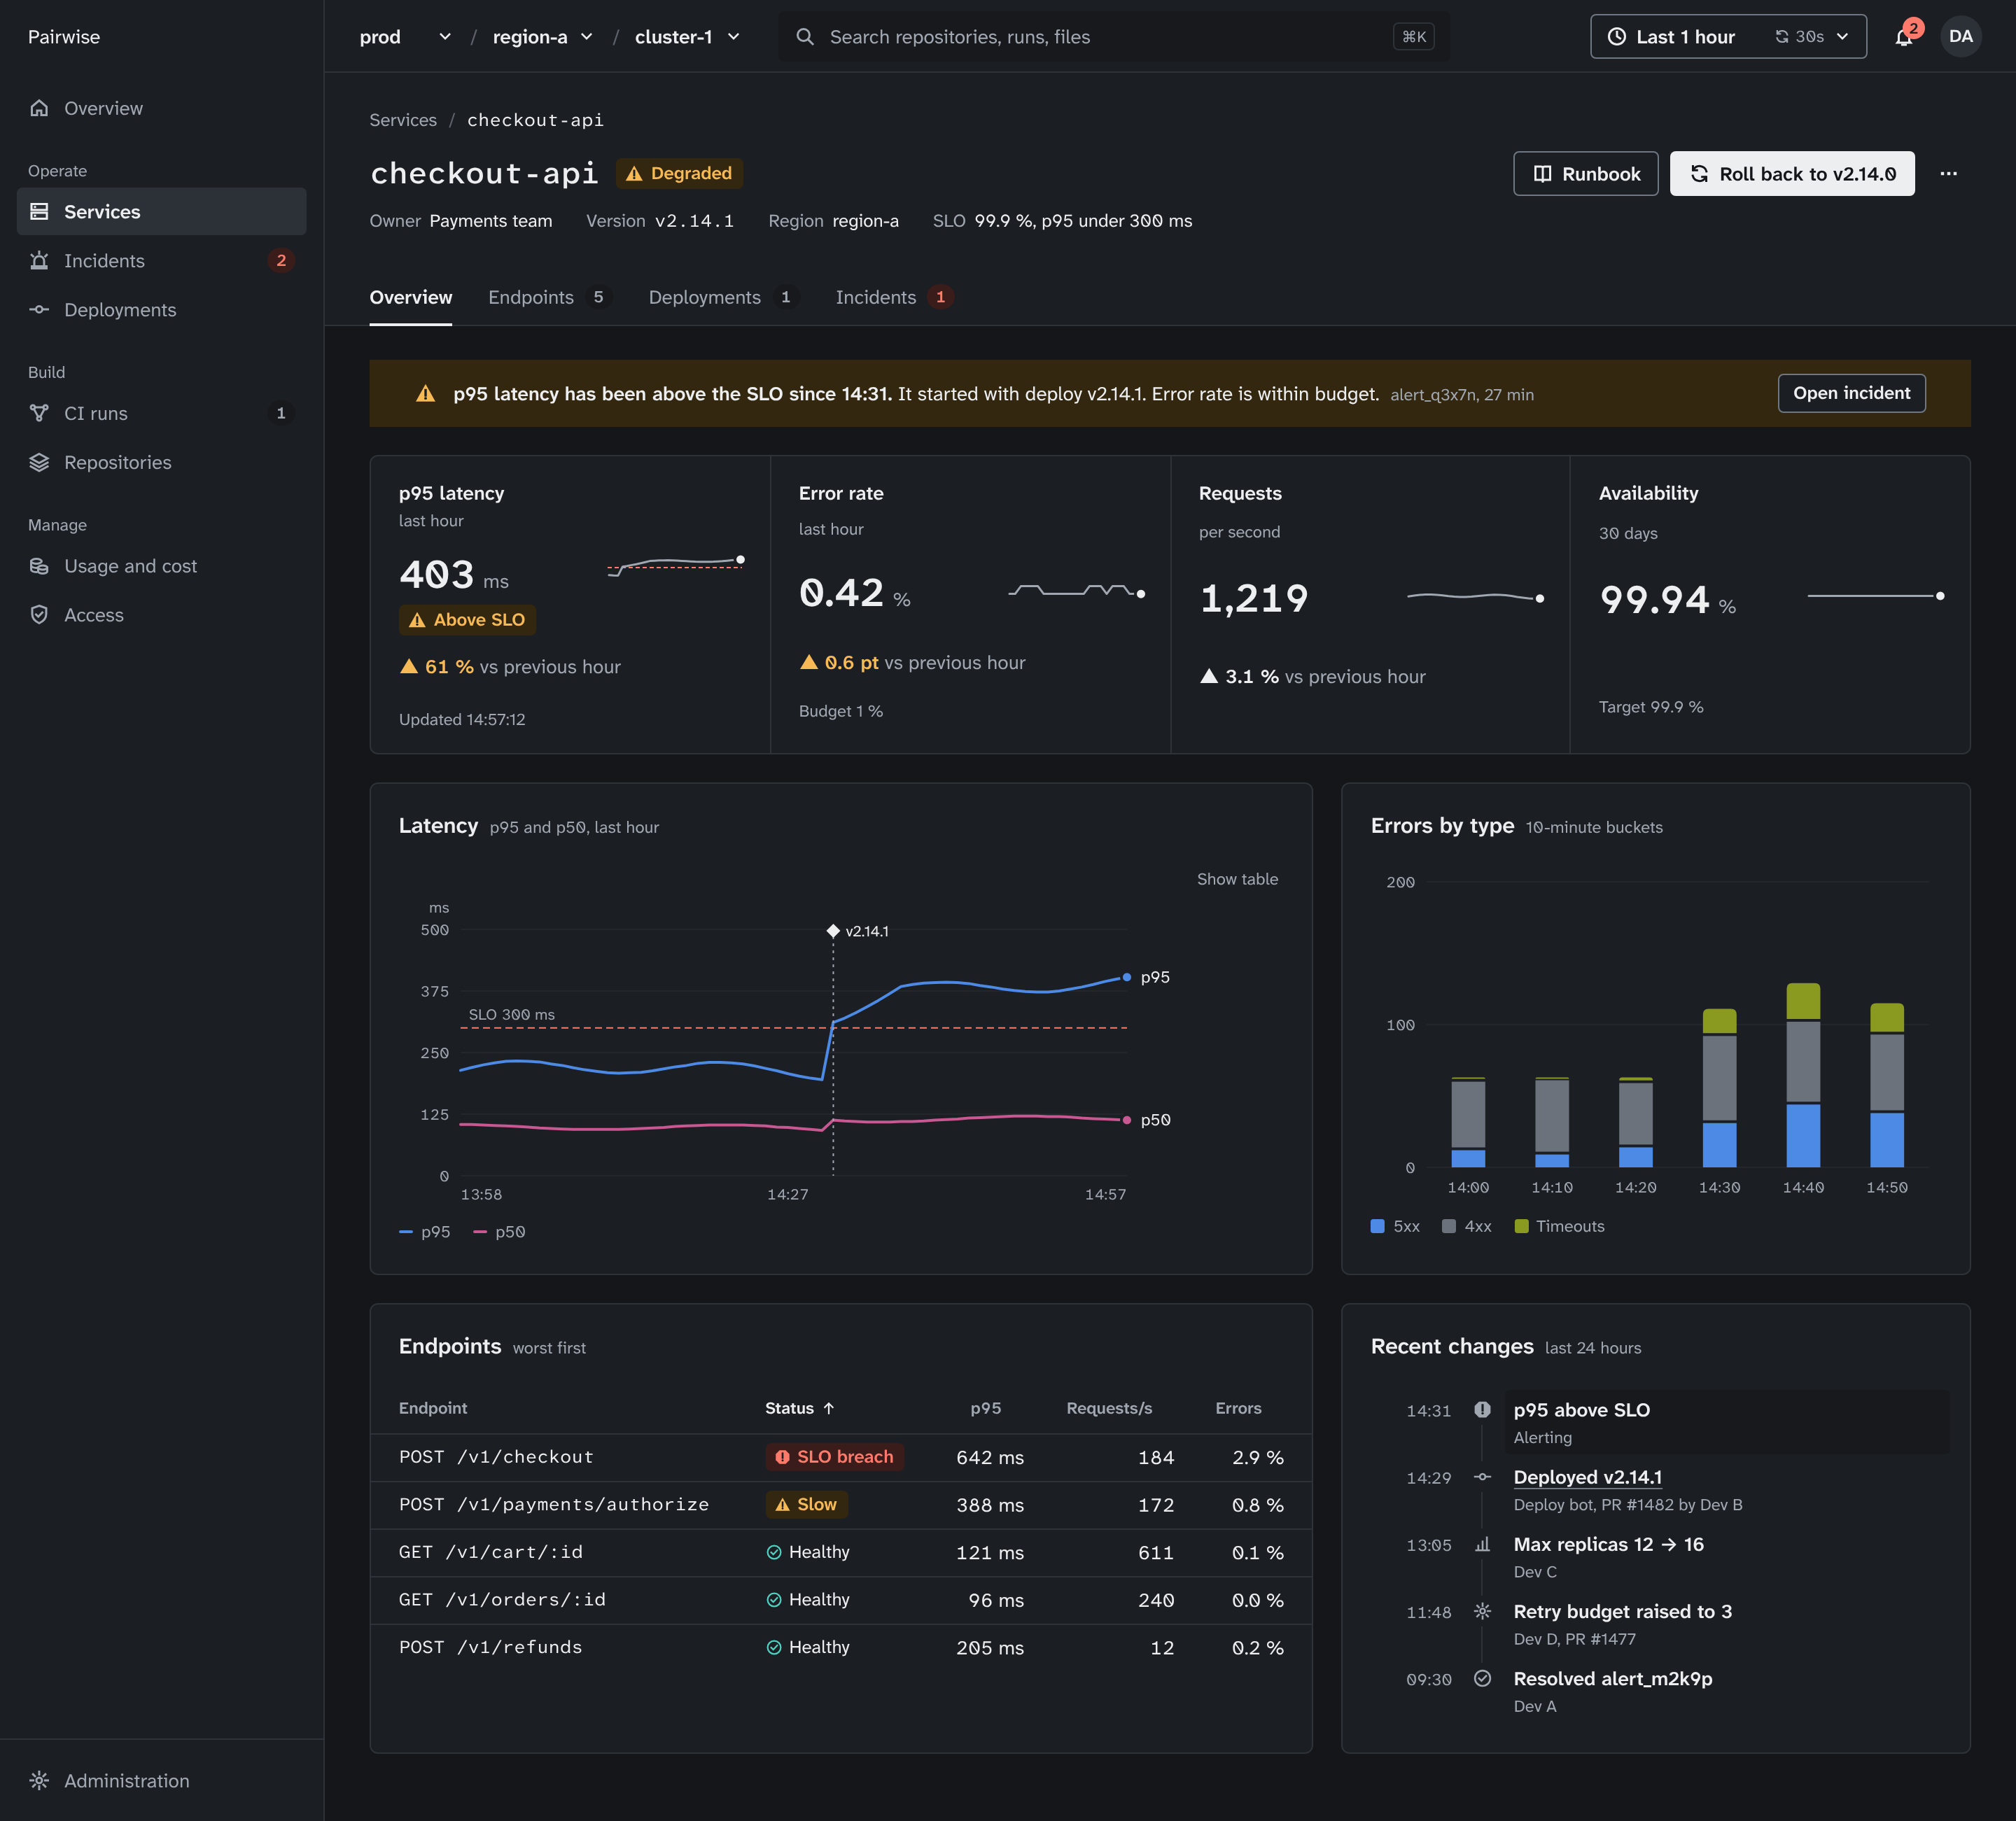 Pairwise
prod / region-a / cluster-1
Search repositories, runs, files ⌘K
Last 1 hour 30s
2
DA
Overview
Operate
Services
Incidents 2
Deployments
Build
CI runs 1
Repositories
Manage
Usage and cost
Access
Administration
Services / checkout-api
checkout-api Degraded
Runbook
Roll back to v2.14.0
Owner Payments team Version v2.14.1 Region region-a SLO 99.9 %, p95 under 300 ms
Overview Endpoints 5 Deployments 1 Incidents 1
p95 latency has been above the SLO since 14:31. It started with deploy v2.14.1. Error rate is within budget. alert_q3x7n, 27 min
Open incident
p95 latency
last hour
403 ms
Above SLO
61 % vs previous hour
Updated 14:57:12
Error rate
last hour
0.42 %
0.6 pt vs previous hour
Budget 1 %
Requests
per second
1,219
3.1 % vs previous hour
Availability
30 days
99.94 %
Target 99.9 %
Latency p95 and p50, last hour
Show table
ms
500
375
250
125
0
v2.14.1
SLO 300 ms
p95
p50
13:58 14:27 14:57
p95 p50
Errors by type 10-minute buckets
200
100
0
14:00 14:10 14:20 14:30 14:40 14:50
5xx 4xx Timeouts
Endpoints worst first
Endpoint Status p95 Requests/s Errors
POST /v1/checkout SLO breach 642 ms 184 2.9 %
POST /v1/payments/authorize Slow 388 ms 172 0.8 %
GET /v1/cart/:id Healthy 121 ms 611 0.1 %
GET /v1/orders/:id Healthy 96 ms 240 0.0 %
POST /v1/refunds Healthy 205 ms 12 0.2 %
Recent changes last 24 hours
14:31 p95 above SLO
Alerting
14:29 Deployed v2.14.1
Deploy bot, PR #1482 by Dev B
13:05 Max replicas 12 → 16
Dev C
11:48 Retry budget raised to 3
Dev D, PR #1477
09:30 Resolved alert_m2k9p
Dev A